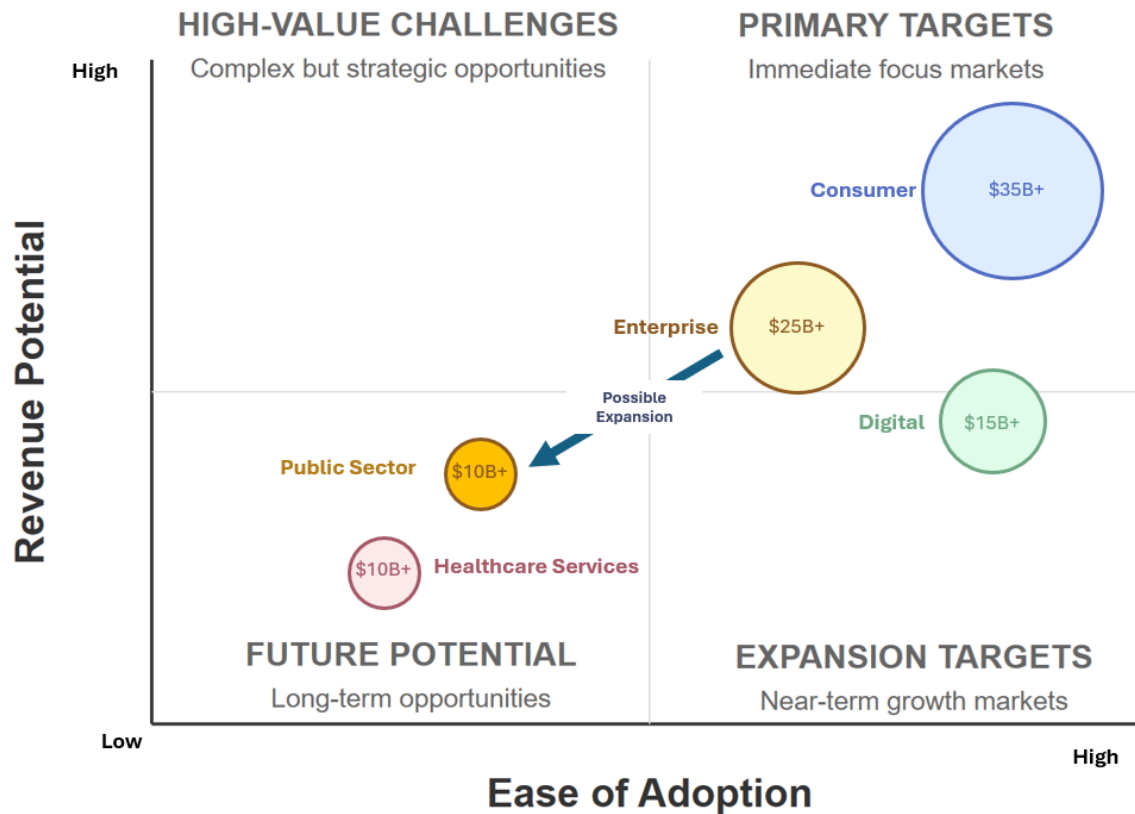 HIGH-VALUE CHALLENGES
Complex but strategic opportunities
PRIMARY TARGETS
Immediate focus markets
High
Revenue Potential
Consumer
$35B+
Enterprise
$25B+
Possible
Expansion
Digital
$15B+
Public Sector
$10B+
$10B+
Healthcare Services
FUTURE POTENTIAL
Long-term opportunities
EXPANSION TARGETS
Near-term growth markets
Low
High
Ease of Adoption